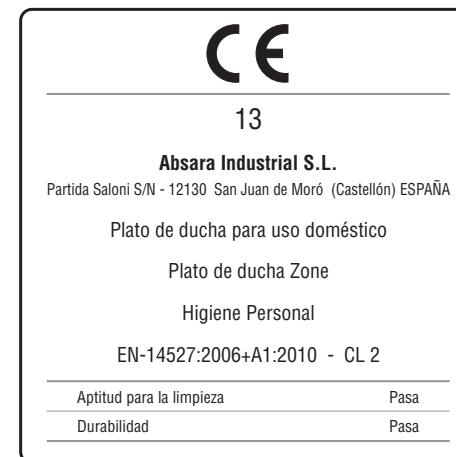 CE
13
Absara Industrial S.L.
Partida Saloni S/N - 12130 San Juan de Moró (Castellón) ESPAÑA
Plato de ducha para uso doméstico
Plato de ducha Zone
Higiene Personal
EN-14527:2006+A1:2010 - CL 2
Aptitud para la limpieza Pasa
Durabilidad Pasa